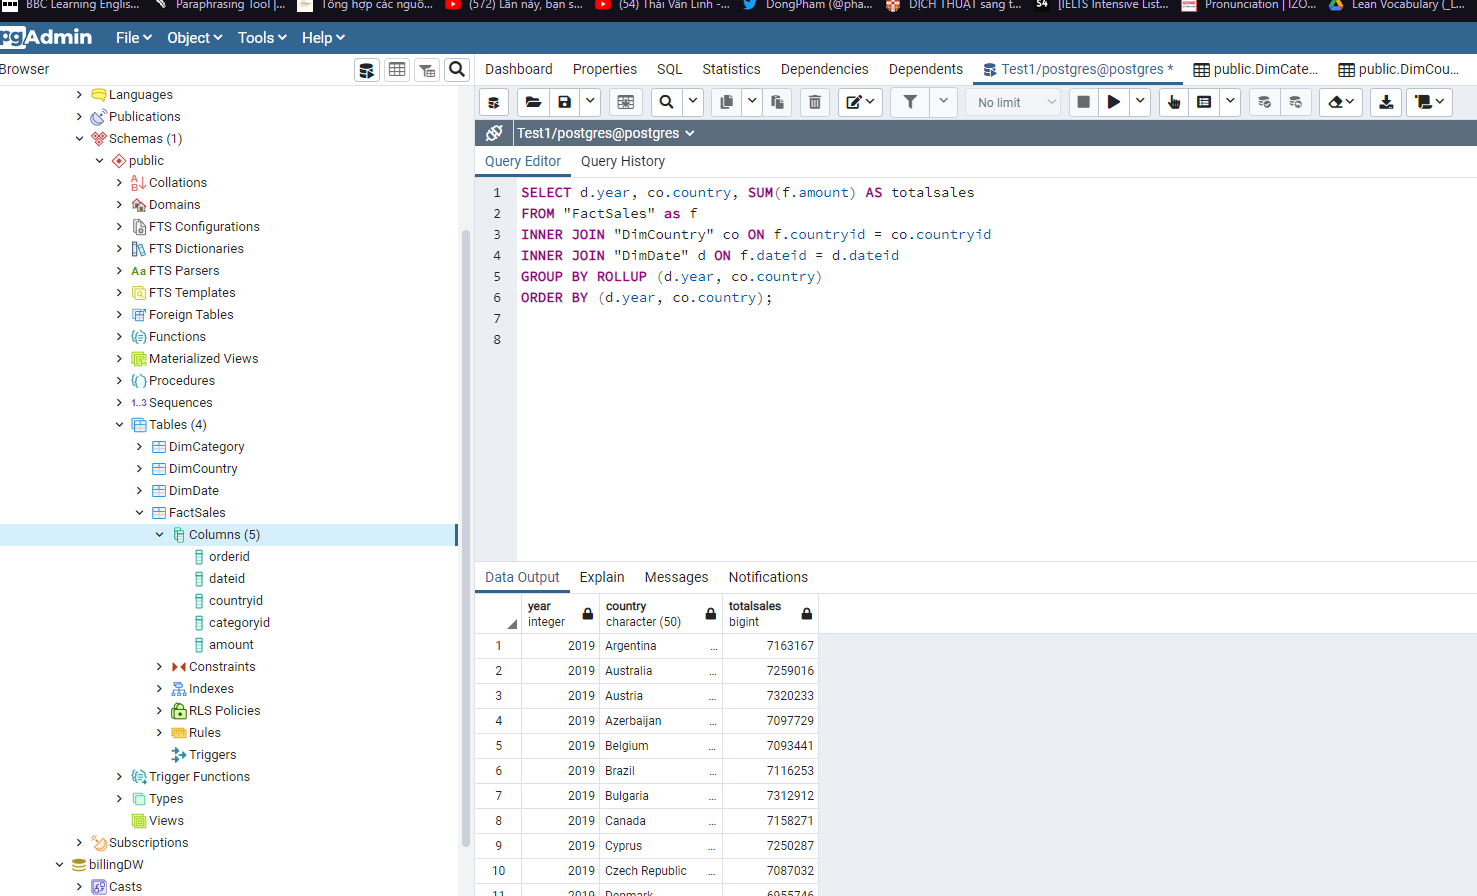 BBC Learning Englis...
Paraphrasing Tool |...
Tổng hợp các nguồ...
(572) Lần này, bạn s...
(54) Thái Văn Linh -...
DongPham (@pha...
DỊCH THUẬT sang t...
S4 [IELTS Intensive List...
Pronunciation | IZO...
Lean Vocabulary (_L...
pgAdmin
File
Object
Tools
Help
Browser
Dashboard
Properties
SQL
Statistics
Dependencies
Dependents
Test1/postgres@postgres *
public.DimCate...
public.DimCou...
No limit
Test1/postgres@postgres
Query Editor
Query History
Languages
Publications
Schemas (1)
public
Collations
Domains
FTS Configurations
FTS Dictionaries
Aa FTS Parsers
FTS Templates
Foreign Tables
Functions
Materialized Views
Procedures
1..3 Sequences
Tables (4)
DimCategory
DimCountry
DimDate
FactSales
Columns (5)
orderid
dateid
countryid
categoryid
amount
Constraints
Indexes
RLS Policies
Rules
Triggers
Trigger Functions
Types
Views
Subscriptions
billingDW
Casts
1 SELECT d.year, co.country, SUM(f.amount) AS totalsales
2 FROM "FactSales" as f
3 INNER JOIN "DimCountry" co ON f.countryid = co.countryid
4 INNER JOIN "DimDate" d ON f.dateid = d.dateid
5 GROUP BY ROLLUP (d.year, co.country)
6 ORDER BY (d.year, co.country);
7
8
Data Output
Explain
Messages
Notifications
year integer
country character (50)
totalsales bigint
1 2019 Argentina ... 7163167
2 2019 Australia ... 7259016
3 2019 Austria ... 7320233
4 2019 Azerbaijan ... 7097729
5 2019 Belgium ... 7093441
6 2019 Brazil ... 7116253
7 2019 Bulgaria ... 7312912
8 2019 Canada ... 7158271
9 2019 Cyprus ... 7250287
10 2019 Czech Republic ... 7087032
11 2019 Denmark ... 6955746